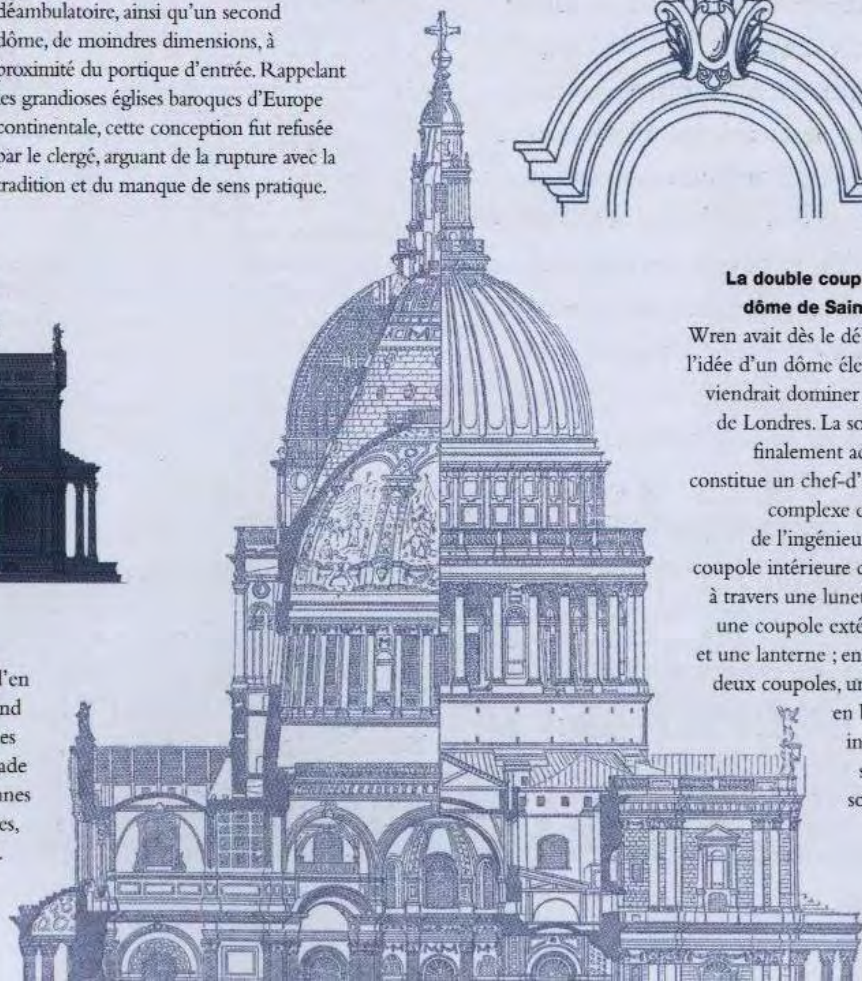 déambulatoire, ainsi qu'un second
dôme, de moindres dimensions, à
proximité du portique d'entrée. Rappelant
les grandioses églises baroques d'Europe
continentale, cette conception fut refusée
par le clergé, arguant de la rupture avec la
tradition et du manque de sens pratique.
La double coup
dôme de Sain
Wren avait dès le dé
l'idée d'un dôme éle
viendrait dominer
de Londres. La so
finalement ad
constitue un chef-d'
complexe d
de l'ingénieu
coupole intérieure
à travers une lune
une coupole exté
et une lanterne ; en
deux coupoles, un
en
in
s
so
l'en
nd
es
ade
nnes
es,